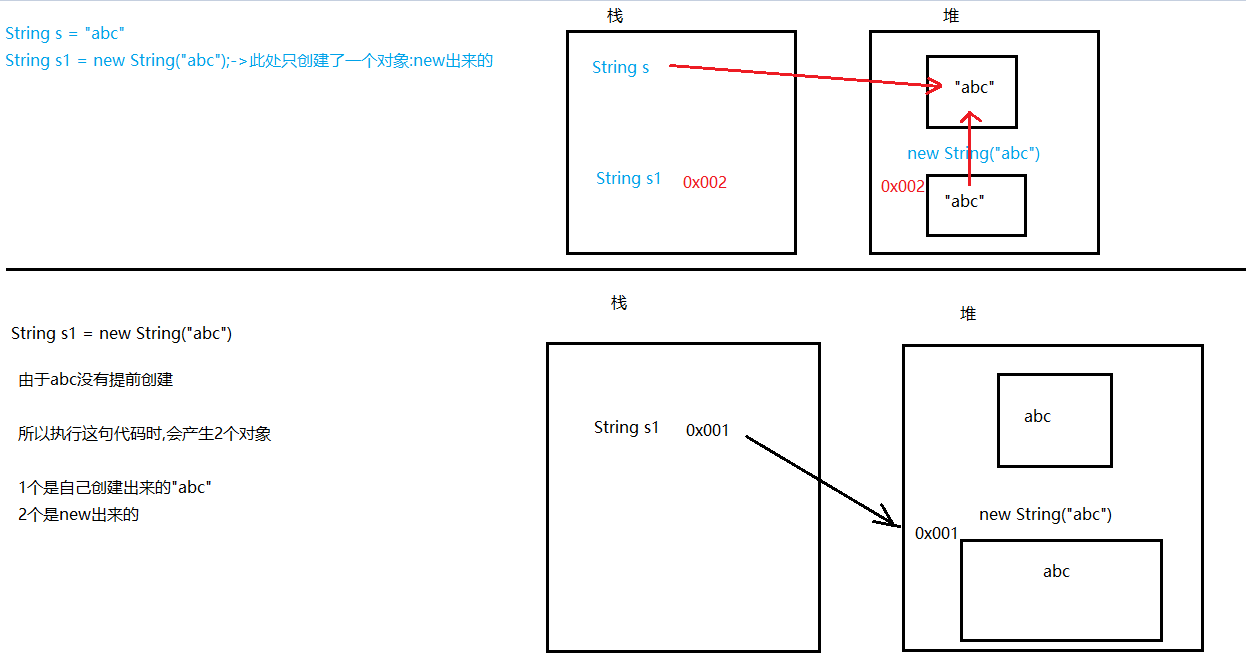 String s = "abc"
String s1 = new String("abc");->此处只创建了一个对象:new出来的
栈
堆
String s
"abc"
new String("abc")
String s1 0x002
0x002
"abc"
栈
堆
String s1 = new String("abc")
由于abc没有提前创建
所以执行这句代码时,会产生2个对象
1个是自己创建出来的"abc"
2个是new出来的
String s1 0x001
abc
new String("abc")
0x001
abc